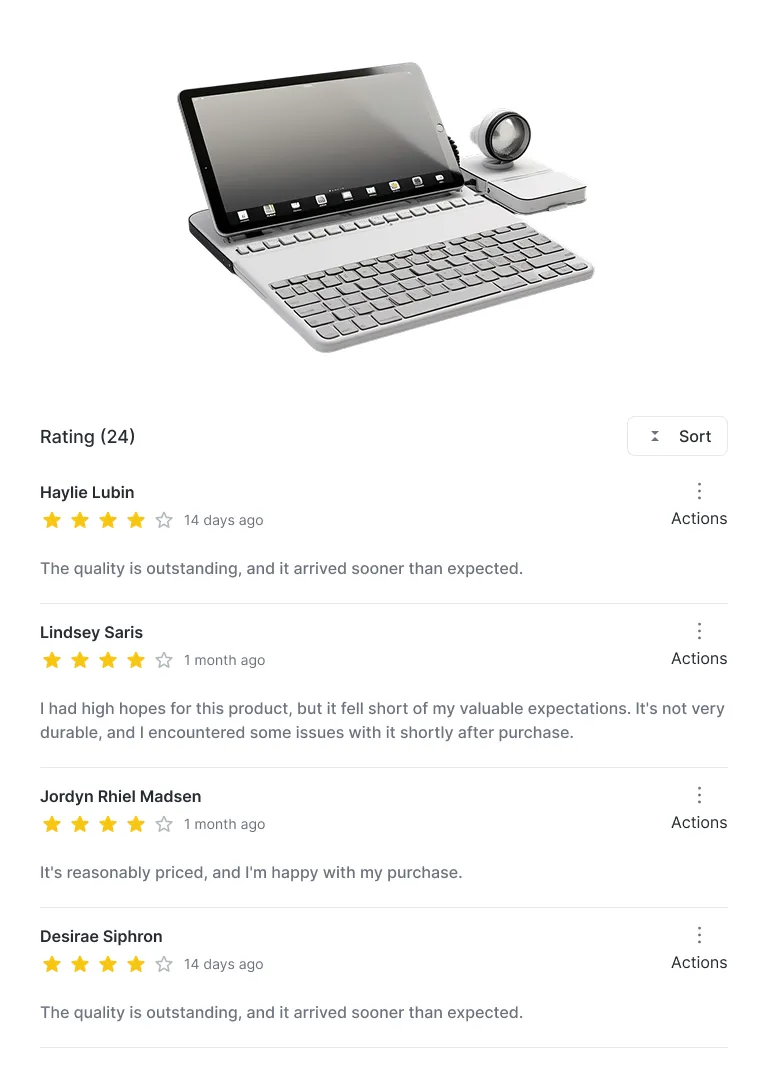 Rating (24)
Sort
Haylie Lubin
14 days ago
Actions
The quality is outstanding, and it arrived sooner than expected.
Lindsey Saris
1 month ago
Actions
I had high hopes for this product, but it fell short of my valuable expectations. It's not very
durable, and I encountered some issues with it shortly after purchase.
Jordyn Rhiel Madsen
1 month ago
Actions
It's reasonably priced, and I'm happy with my purchase.
Desirae Siphron
14 days ago
Actions
The quality is outstanding, and it arrived sooner than expected.